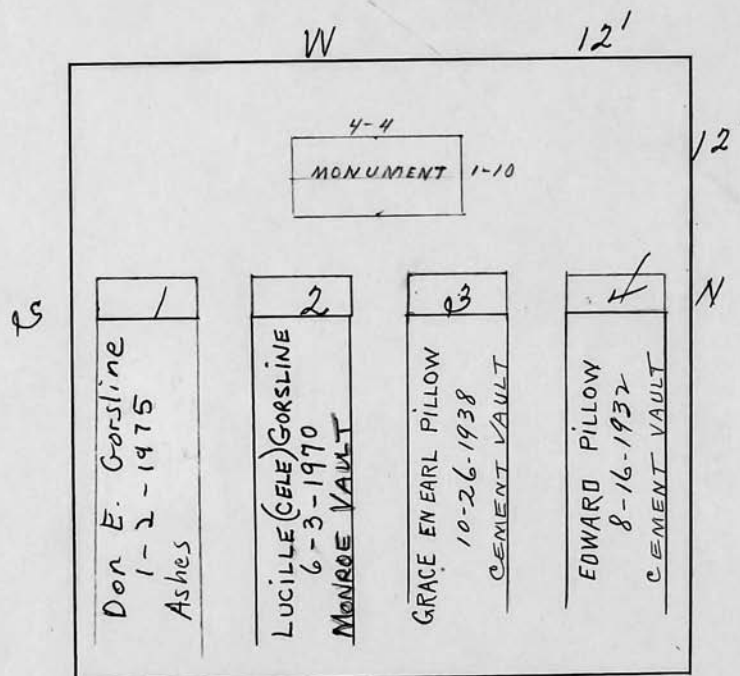 W 12'
12
4-4
MONUMENT 1-10
S
N
1
Don E. Gorsline
1-2-1975
Ashes
2
LUCILLE (CELE) GORSLINE
6-3-1970
MONROE VAULT
3
GRACE EN EARL PILLOW
10-26-1938
CEMENT VAULT
4
EDWARD PILLOW
8-16-1932
CEMENT VAULT